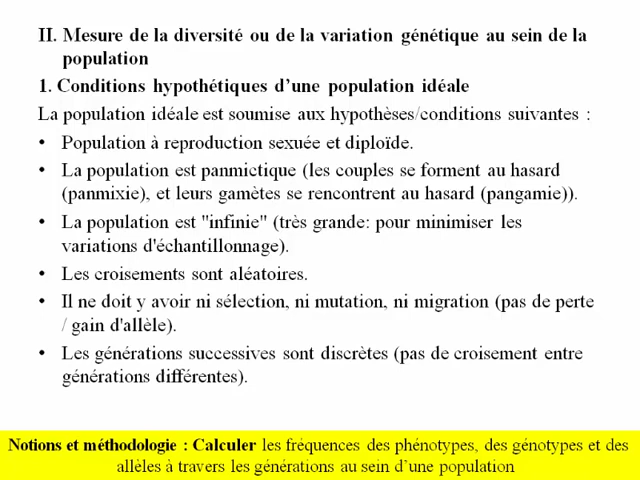 II. Mesure de la diversité ou de la variation génétique au sein de la
population
1. Conditions hypothétiques d’une population idéale
La population idéale est soumise aux hypothèses/conditions suivantes :
• Population à reproduction sexuée et diploïde.
• La population est panmictique (les couples se forment au hasard
(panmixie), et leurs gamètes se rencontrent au hasard (pangamie)).
• La population est "infinie" (très grande: pour minimiser les
variations d'échantillonnage).
• Les croisements sont aléatoires.
• Il ne doit y avoir ni sélection, ni mutation, ni migration (pas de perte
/ gain d'allèle).
• Les générations successives sont discrètes (pas de croisement entre
générations différentes).
Notions et méthodologie : Calculer les fréquences des phénotypes, des génotypes et des
allèles à travers les générations au sein d’une population